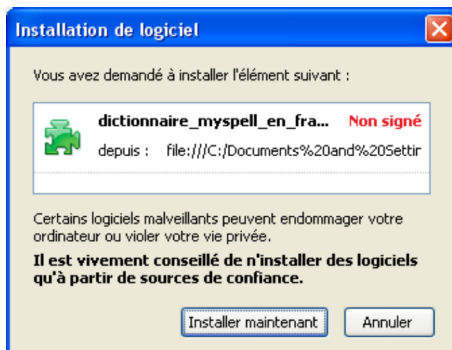 Installation de logiciel
Vous avez demandé à installer l'élément suivant :
dictionnaire_myspell_en_fra... Non signé
depuis : file:///C:/Documents%20and%20Settir
Certains logiciels malveillants peuvent endommager votre
ordinateur ou violer votre vie privée.
Il est vivement conseillé de n'installer des logiciels
qu'à partir de sources de confiance.
Installer maintenant Annuler